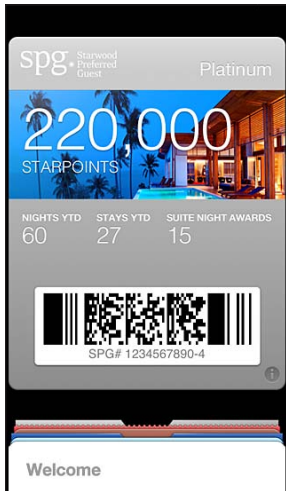 spg. Starwood
Preferred
Guest
Platinum
220,000
STARPOINTS
NIGHTS YTD STAYS YTD SUITE NIGHT AWARDS
60 27 15
SPG# 1234567890-4
Welcome